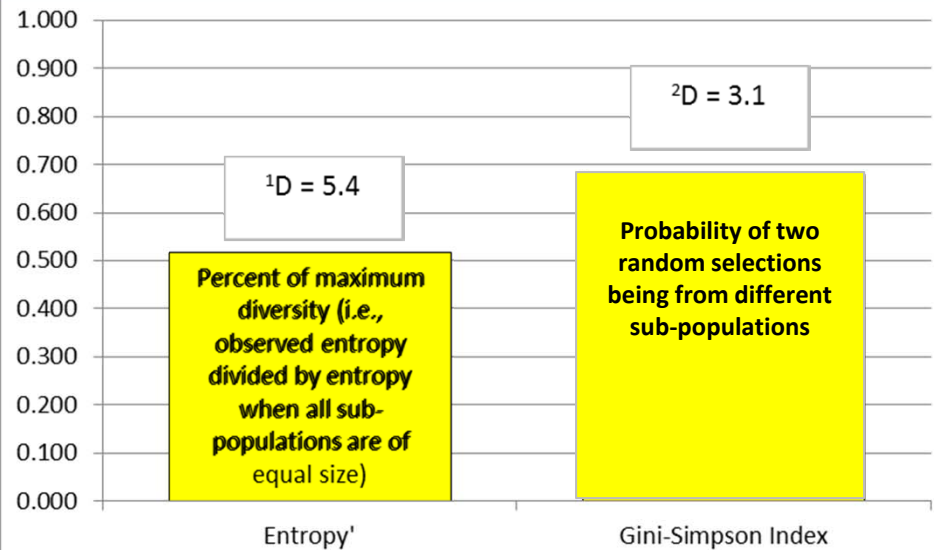 1.000
0.900
0.800
0.700
0.600
0.500
0.400
0.300
0.200
0.100
0.000
¹D = 5.4
²D = 3.1
Percent of maximum
diversity (i.e.,
observed entropy
divided by entropy
when all sub-
populations are of
equal size)
Probability of two
random selections
being from different
sub-populations
Entropy'
Gini-Simpson Index